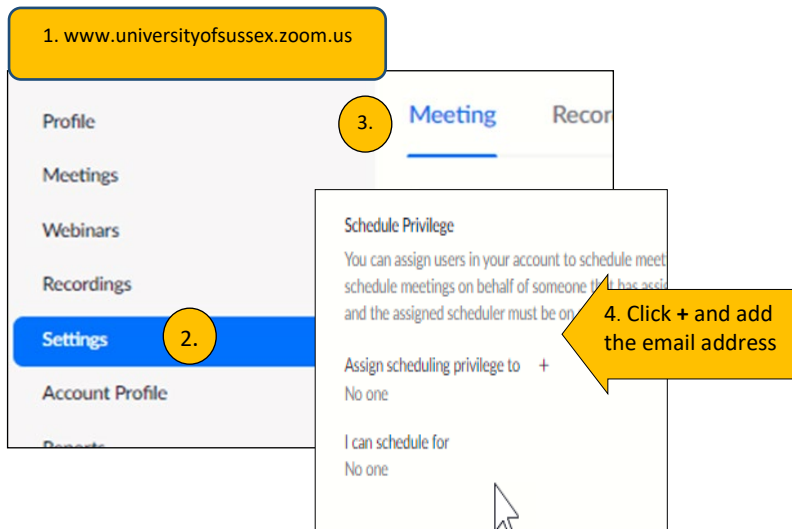 1. www.universityofsussex.zoom.us
Profile
Meetings
Webinars
Recordings
Settings
2.
Account Profile
3.
Meeting Recor
Schedule Privilege
You can assign users in your account to schedule meet
schedule meetings on behalf of someone that has assi
and the assigned scheduler must be on
Assign scheduling privilege to +
No one
I can schedule for
No one
4. Click + and add
the email address